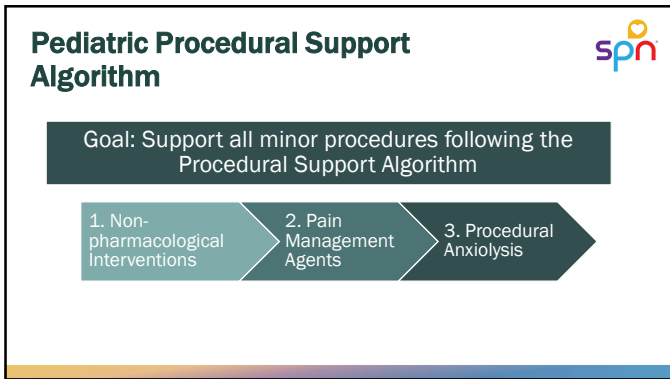 Pediatric Procedural Support
Algorithm
spn
Goal: Support all minor procedures following the
Procedural Support Algorithm
1. Non-
pharmacological
Interventions
2. Pain
Management
Agents
3. Procedural
Anxiolysis